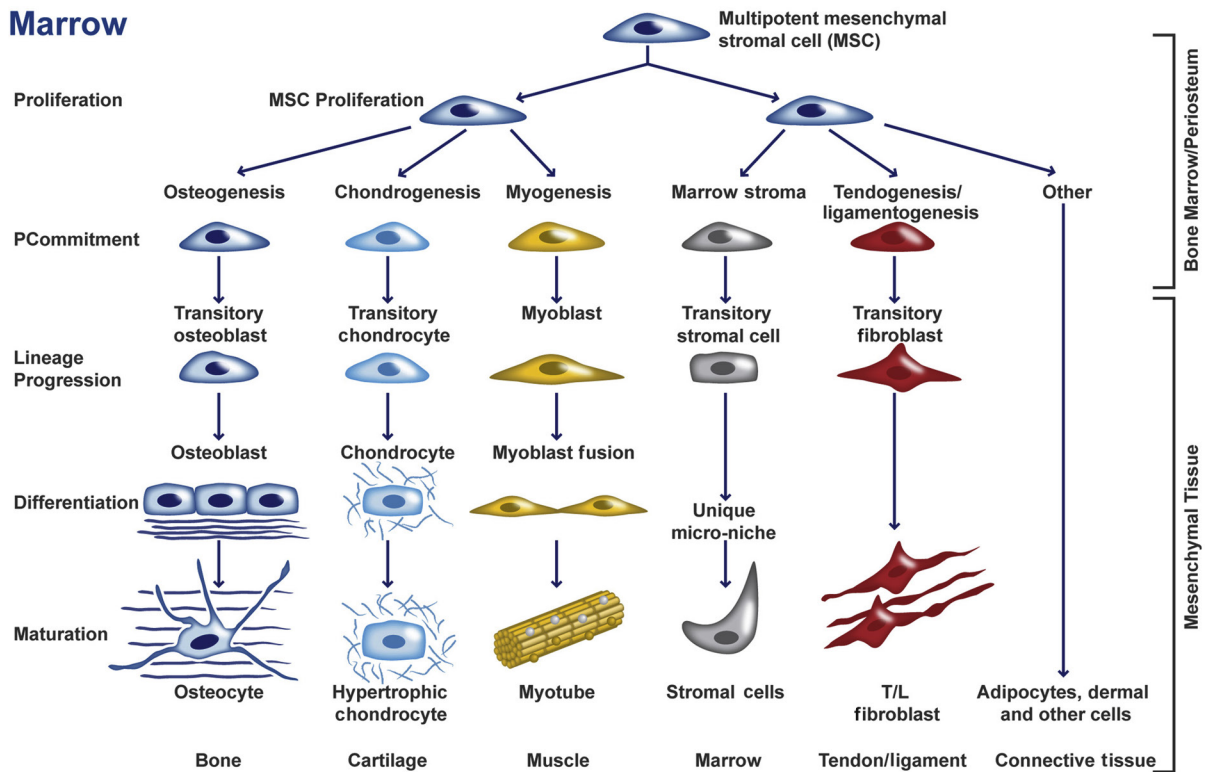 Marrow
Multipotent mesenchymal
stromal cell (MSC)
Proliferation
MSC Proliferation
Osteogenesis
Chondrogenesis
Myogenesis
Marrow stroma
Tendogenesis/
ligamentogenesis
Other
PCommitment
Bone Marrow/Periosteum
Transitory
osteoblast
Transitory
chondrocyte
Myoblast
Transitory
stromal cell
Transitory
fibroblast
Lineage
Progression
Osteoblast
Chondrocyte
Myoblast fusion
Differentiation
Unique
micro-niche
Mesenchymal Tissue
Maturation
Osteocyte
Hypertrophic
chondrocyte
Myotube
Stromal cells
T/L
fibroblast
Adipocytes, dermal
and other cells
Bone
Cartilage
Muscle
Marrow
Tendon/ligament
Connective tissue